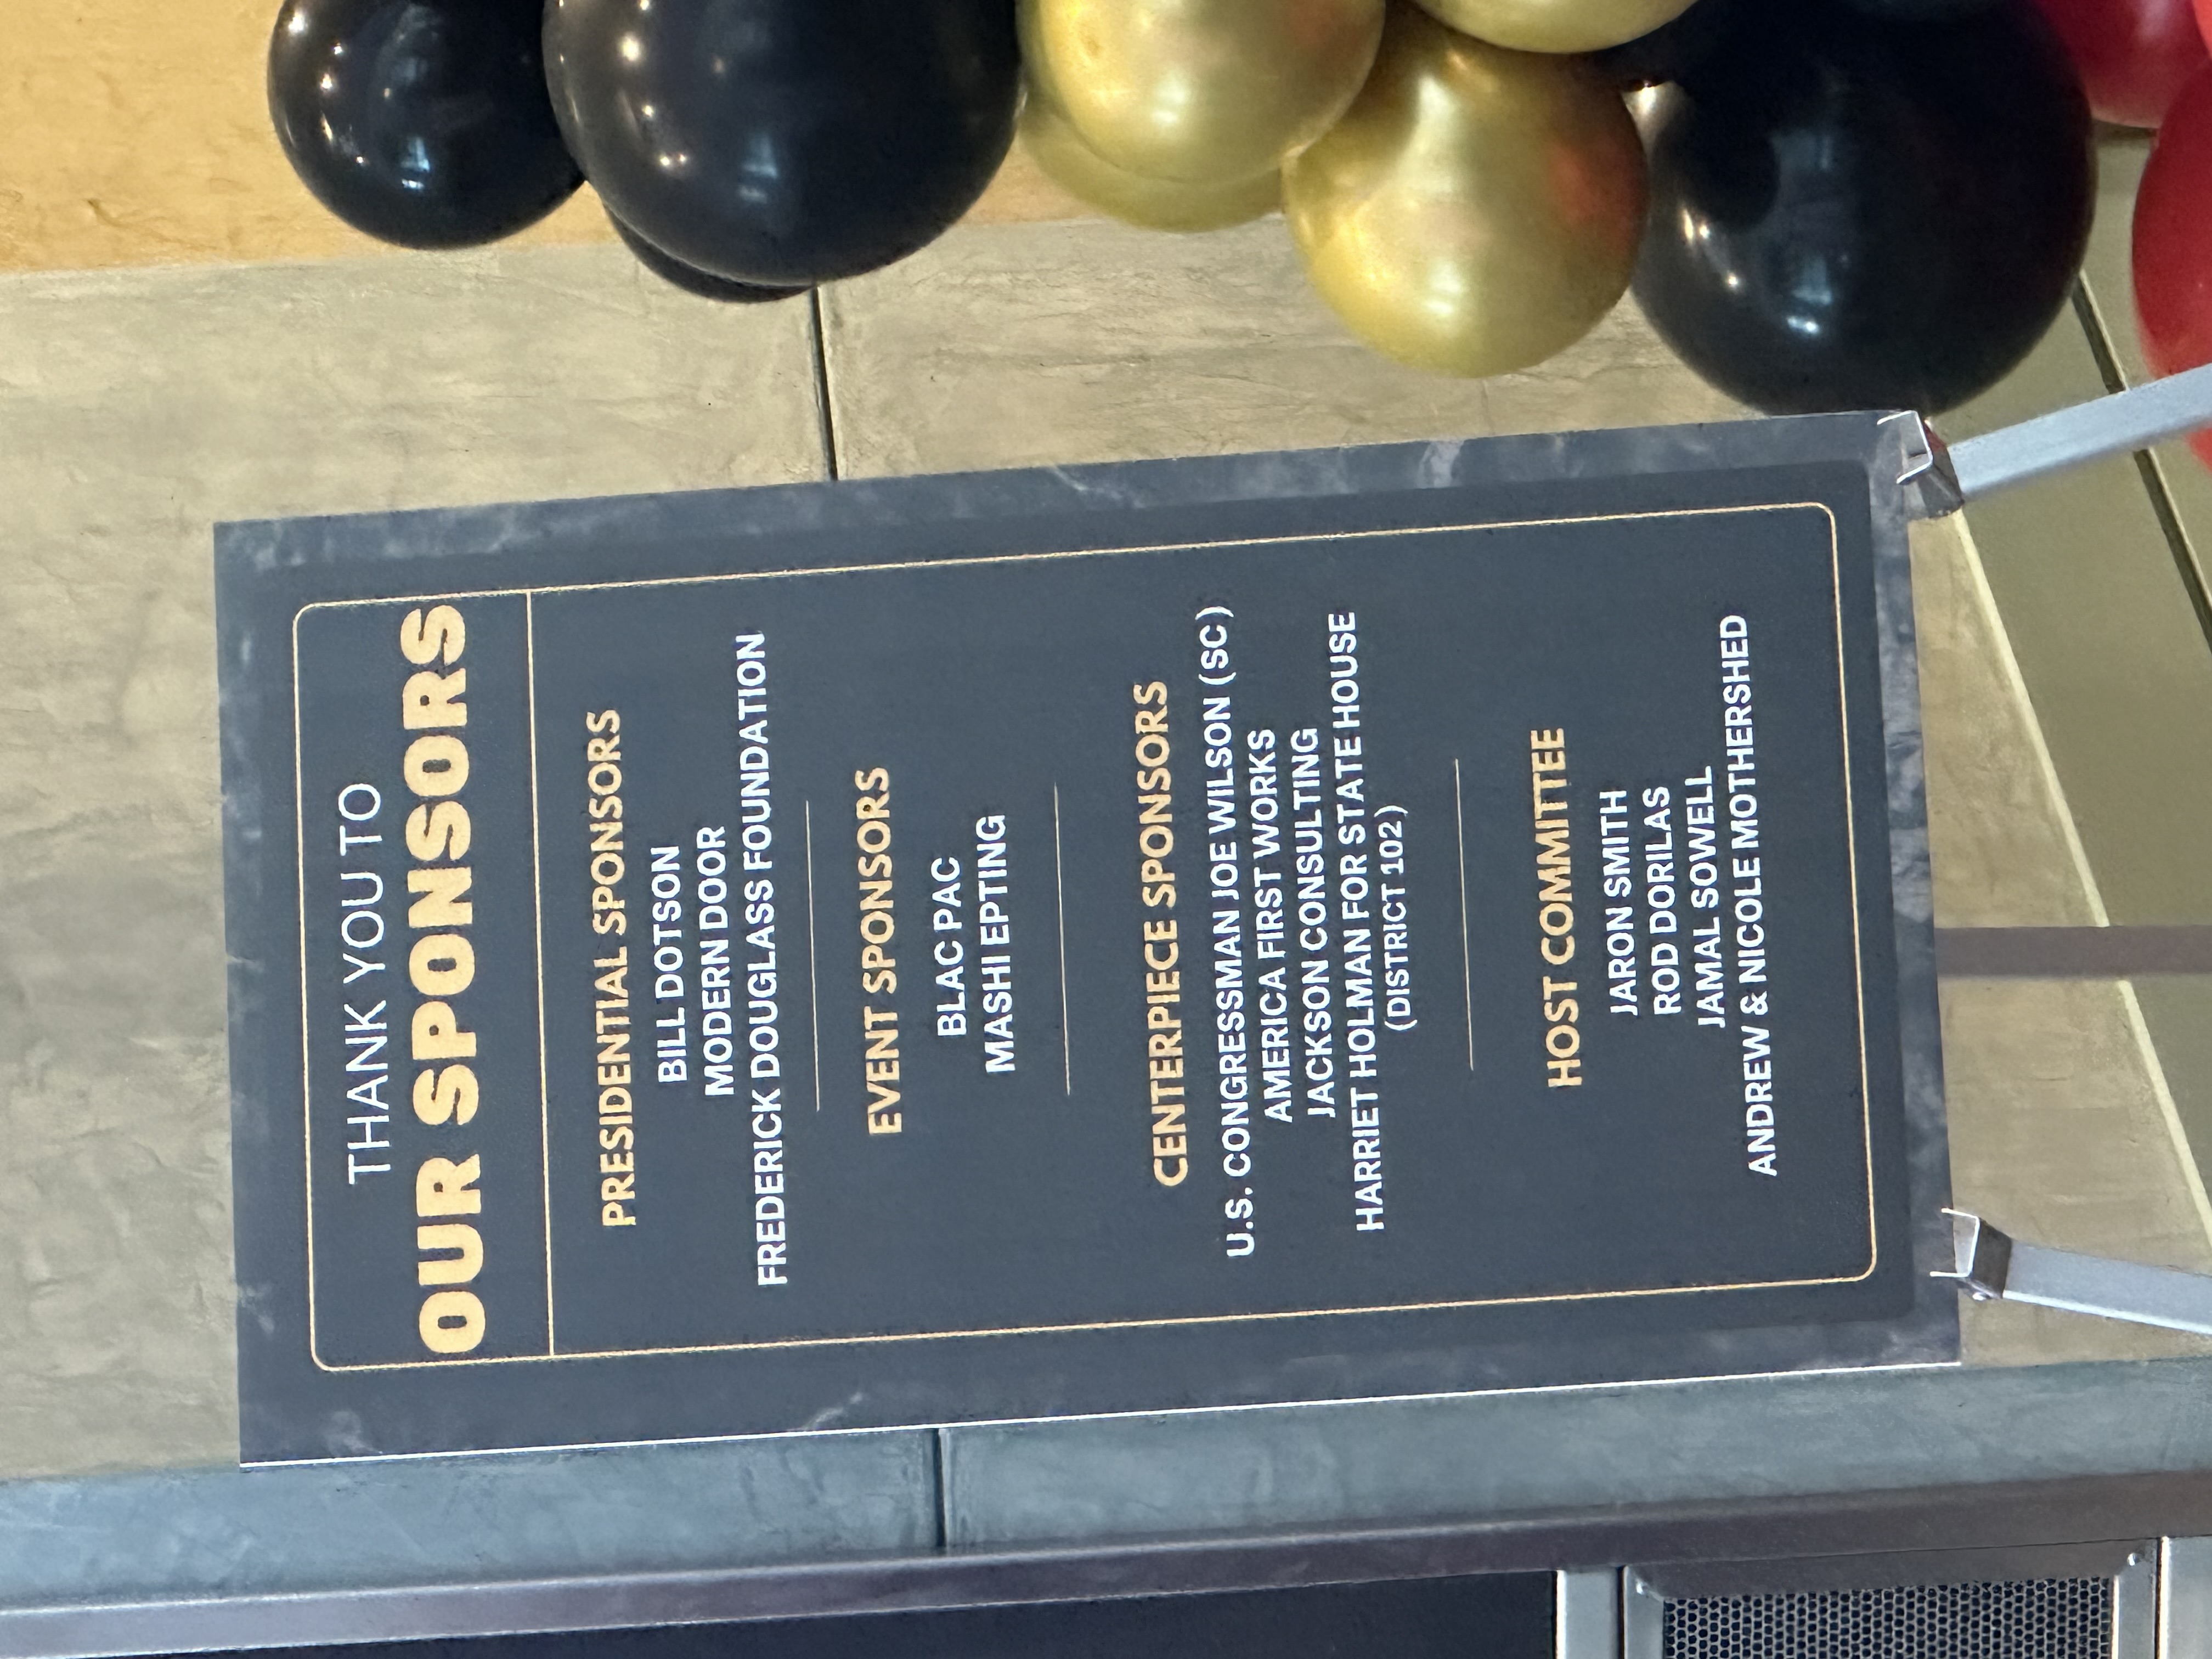 THANK YOU TO
OUR SPONSORS
PRESIDENTIAL SPONSORS
BILL DOTSON
MODERN DOOR
FREDERICK DOUGLASS FOUNDATION
EVENT SPONSORS
BLAC PAC
MASHI EPTING
CENTERPIECE SPONSORS
U.S. CONGRESSMAN JOE WILSON (SC)
AMERICA FIRST WORKS
JACKSON CONSULTING
HARRIET HOLMAN FOR STATE HOUSE
(DISTRICT 102)
HOST COMMITTEE
JARON SMITH
ROD DORILAS
JAMAL SOWELL
ANDREW & NICOLE MOTHERSHED